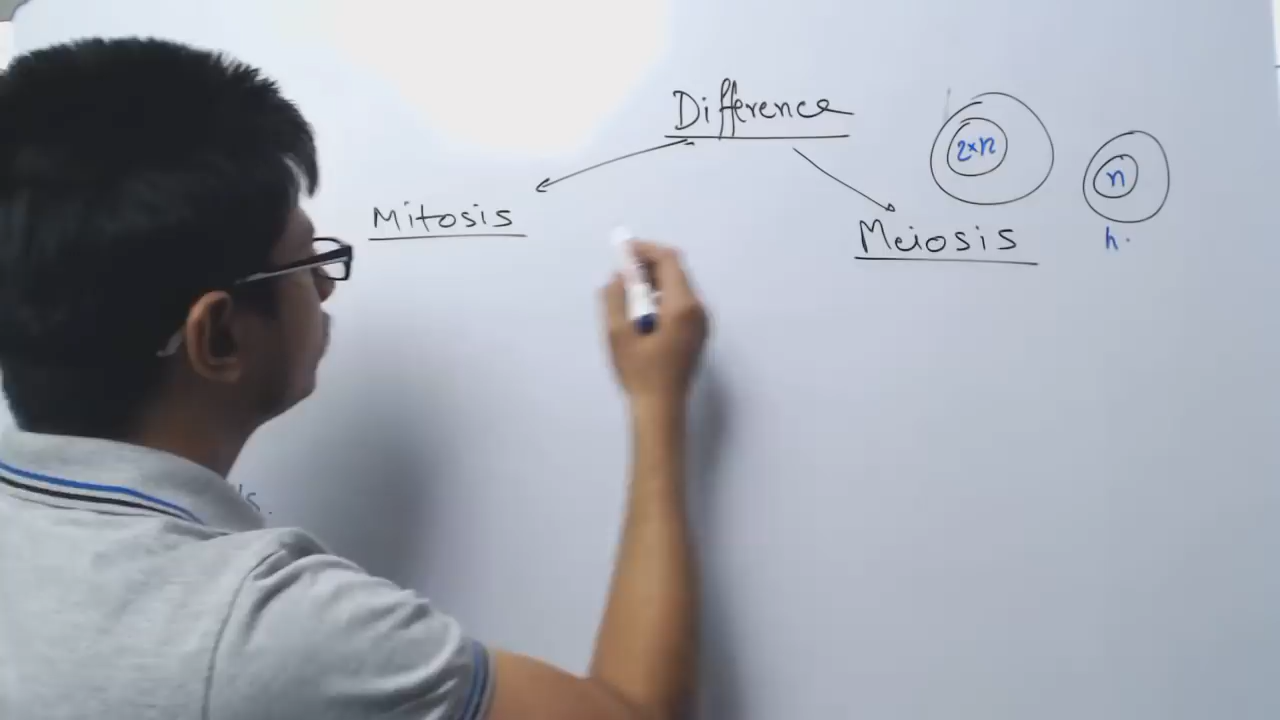 Difference
2×n
n
Mitosis
Meiosis
h.